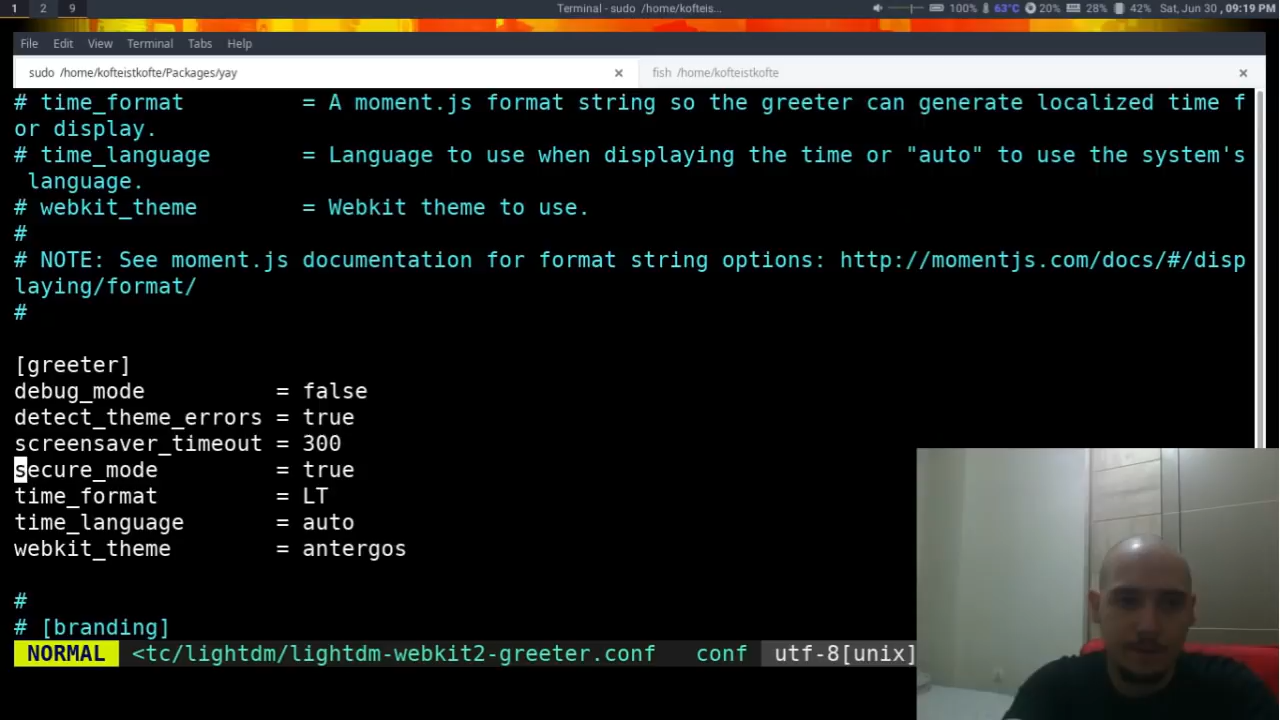 1 2 9 Terminal - sudo /home/kofteis... 100% 63°C 20% 28% 42% Sat, Jun 30 , 09:19 PM
File Edit View Terminal Tabs Help
sudo /home/kofteistkofte/Packages/yay × fish /home/kofteistkofte ×
# time_format = A moment.js format string so the greeter can generate localized time f
or display.
# time_language = Language to use when displaying the time or "auto" to use the system's
language.
# webkit_theme = Webkit theme to use.
#
# NOTE: See moment.js documentation for format string options: http://momentjs.com/docs/#/disp
laying/format/
#
[greeter]
debug_mode = false
detect_theme_errors = true
screensaver_timeout = 300
secure_mode = true
time_format = LT
time_language = auto
webkit_theme = antergos
#
# [branding]
NORMAL <tc/lightdm/lightdm-webkit2-greeter.conf conf utf-8[unix]